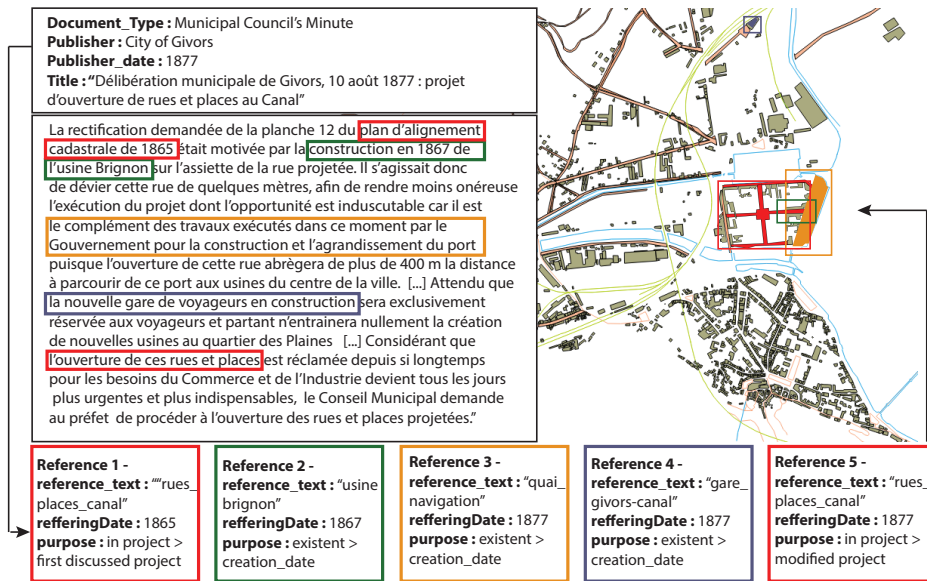 Document_Type : Municipal Council's Minute
Publisher : City of Givors
Publisher_date : 1877
Title : “Délibération municipale de Givors, 10 août 1877 : projet
d’ouverture de rues et places au Canal”
La rectification demandée de la planche 12 du plan d’alignement
cadastrale de 1865 était motivée par la construction en 1867 de
l’usine Brignon sur l’assiette de la rue projetée. Il s’agissait donc
de dévier cette rue de quelques mètres, afin de rendre moins onéreuse
l’exécution du projet dont l’opportunité est induscutable car il est
le complément des travaux exécutés dans ce moment par le
Gouvernement pour la construction et l’agrandissement du port
puisque l’ouverture de cette rue abrègera de plus de 400 m la distance
à parcourir de ce port aux usines du centre de la ville. [...] Attendu que
la nouvelle gare de voyageurs en construction sera exclusivement
réservée aux voyageurs et partant n’entrainera nullement la création
de nouvelles usines au quartier des Plaines [...] Considérant que
l’ouverture de ces rues et places est réclamée depuis si longtemps
pour les besoins du Commerce et de l’Industrie devient tous les jours
plus urgentes et plus indispensables, le Conseil Municipal demande
au préfet de procéder à l’ouverture des rues et places projetées.”
Reference 1 -
reference_text : ““rues_
places_canal”
refferingDate : 1865
purpose : in project >
first discussed project
Reference 2 -
reference_text : “usine
brignon”
refferingDate : 1867
purpose : existent >
creation_date
Reference 3 -
reference_text : “quai_
navigation”
refferingDate : 1877
purpose : existent >
creation_date
Reference 4 -
reference_text : “gare_
givors-canal”
refferingDate : 1877
purpose : existent >
creation_date
Reference 5 -
reference_text : “rues_
places_canal”
refferingDate : 1877
purpose : in project >
modified project